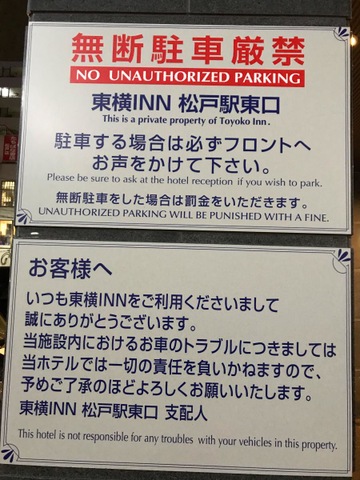 無断駐車厳禁
NO UNAUTHORIZED PARKING
東横INN 松戸駅東口
This is a private property of Toyoko Inn.
駐車する場合は必ずフロントへ
お声をかけて下さい。
Please be sure to ask at the hotel reception if you wish to park.
無断駐車をした場合は罰金をいただきます。
UNAUTHORIZED PARKING WILL BE PUNISHED WITH A FINE.
お客様へ
いつも東横INNをご利用くださいまして
誠にありがとうございます。
当施設内におけるお車のトラブルにつきましては
当ホテルでは一切の責任を負いかねますので、
予めご了承のほどよろしくお願いいたします。
東横INN 松戸駅東口 支配人
This hotel is not responsible for any troubles with your vehicles in this property.